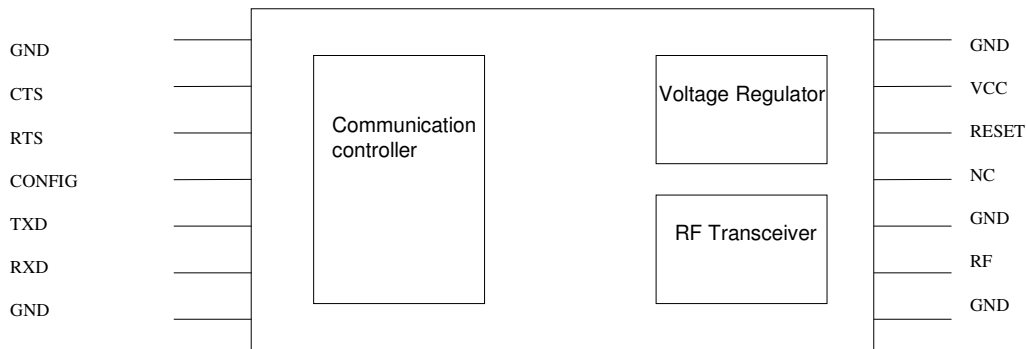 GND
CTS
RTS
CONFIG
TXD
RXD
GND
Communication
controller
Voltage Regulator
RF Transceiver
GND
VCC
RESET
NC
GND
RF
GND